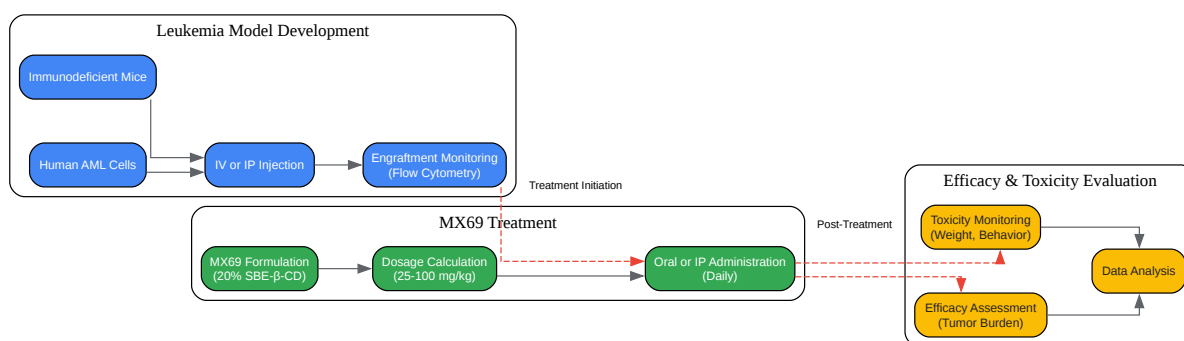 Leukemia Model Development
Immunodeficient Mice
Human AML Cells
IV or IP Injection
Engraftment Monitoring
(Flow Cytometry)
Treatment Initiation
MX69 Treatment
MX69 Formulation
(20% SBE-β-CD)
Dosage Calculation
(25-100 mg/kg)
Oral or IP Administration
(Daily)
Post-Treatment
Efficacy & Toxicity Evaluation
Toxicity Monitoring
(Weight, Behavior)
Data Analysis
Efficacy Assessment
(Tumor Burden)